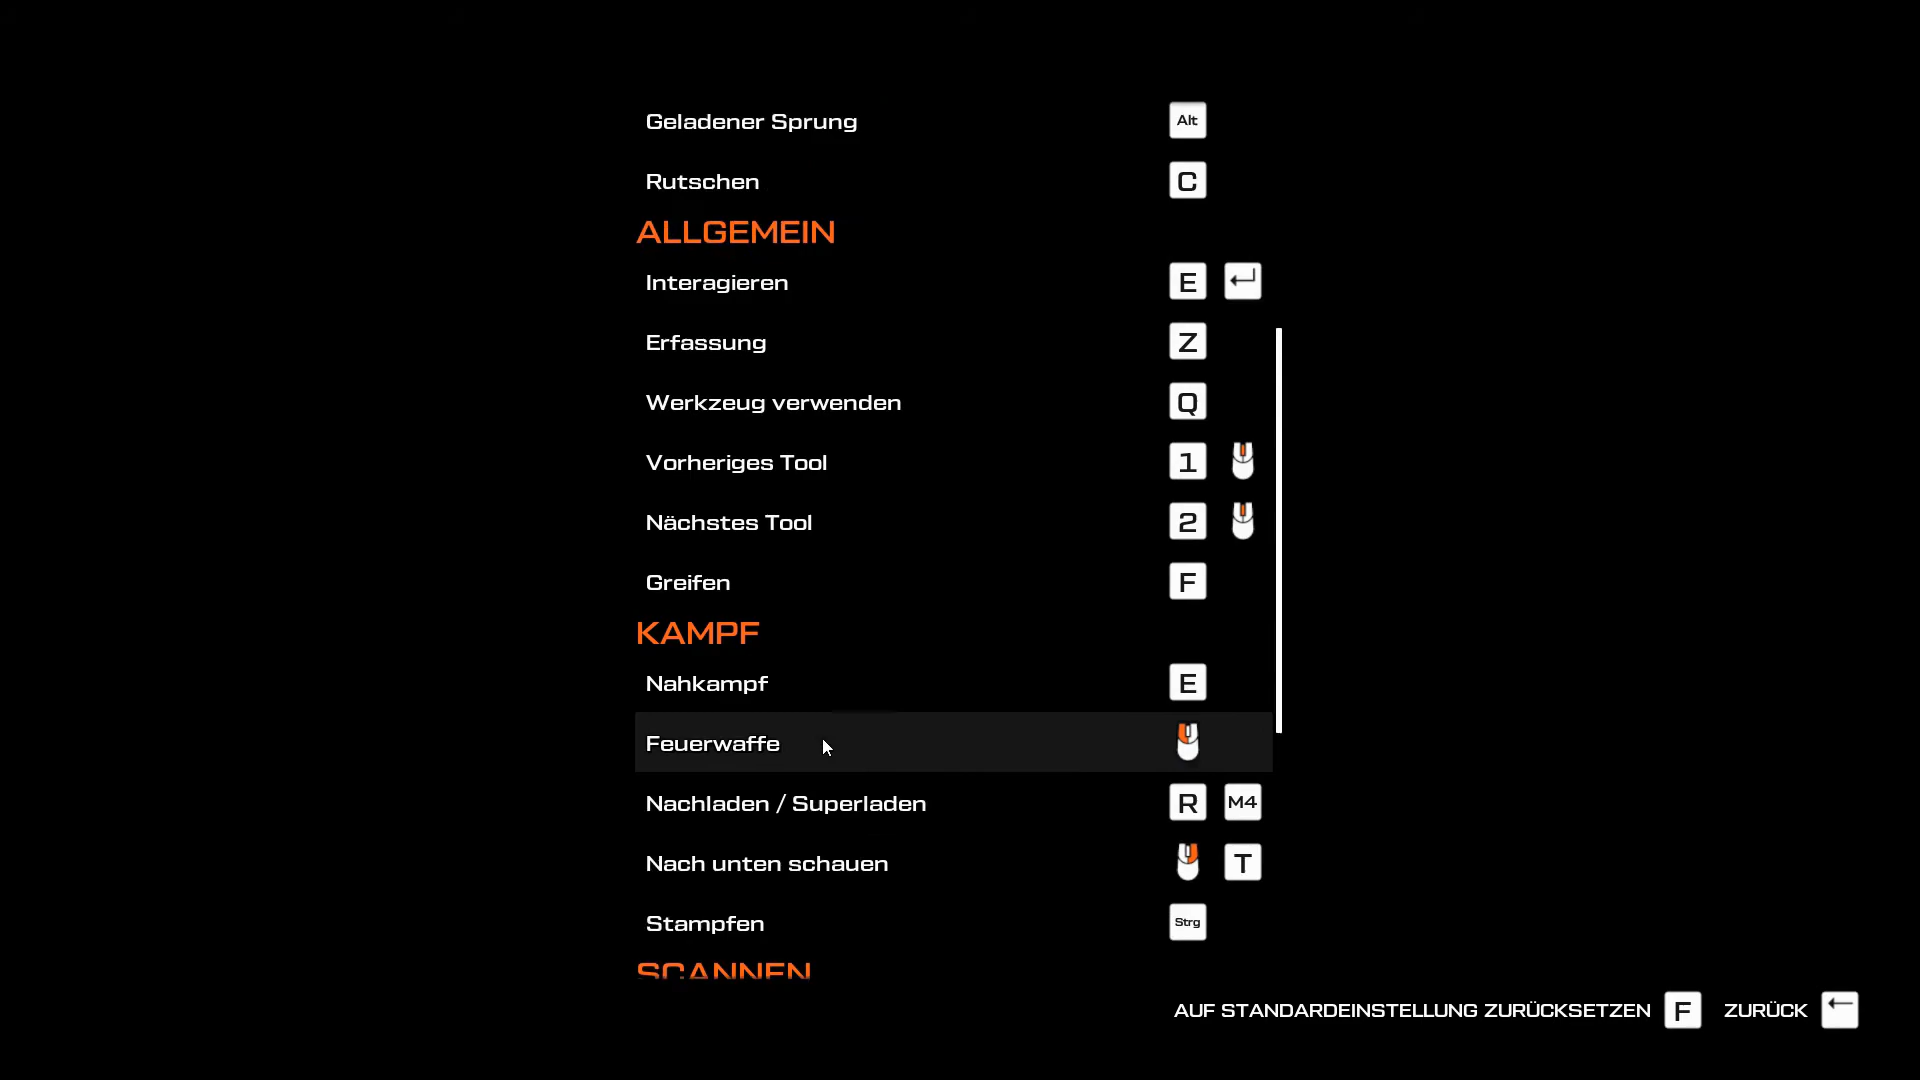 Geladener Sprung Alt
Rutschen C
ALLGEMEIN
Interagieren E
Erfassung Z
Werkzeug verwenden Q
Vorheriges Tool 1
Nächstes Tool 2
Greifen F
KAMPF
Nahkampf E
Feuerwaffe
Nachladen / Superladen R M4
Nach unten schauen T
Stampfen Strg
SCANNEN
AUF STANDARDEINSTELLUNG ZURÜCKSETZEN F ZURÜCK